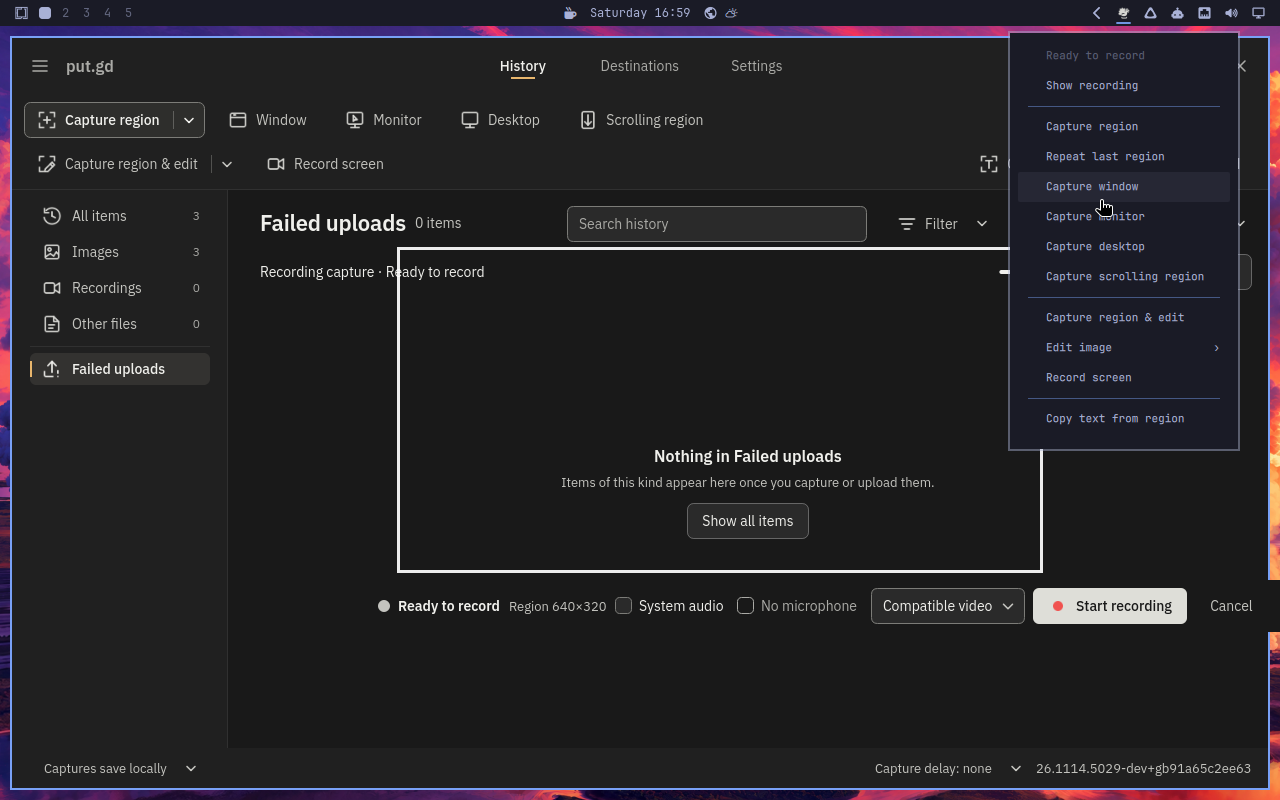 2 3 4 5
Saturday 16:59
put.gd
History
Destinations
Settings
Capture region
Window
Monitor
Desktop
Scrolling region
Capture region & edit
Record screen
All items 3
Images 3
Recordings 0
Other files 0
Failed uploads
Failed uploads 0 items
Search history
Filter
Recording capture · Ready to record
Nothing in Failed uploads
Items of this kind appear here once you capture or upload them.
Show all items
Ready to record Region 640×320
System audio
No microphone
Compatible video
Start recording
Cancel
Ready to record
Show recording
Capture region
Repeat last region
Capture window
Capture monitor
Capture desktop
Capture scrolling region
Capture region & edit
Edit image
Record screen
Copy text from region
Captures save locally
Capture delay: none
26.1114.5029-dev+gb91a65c2ee63